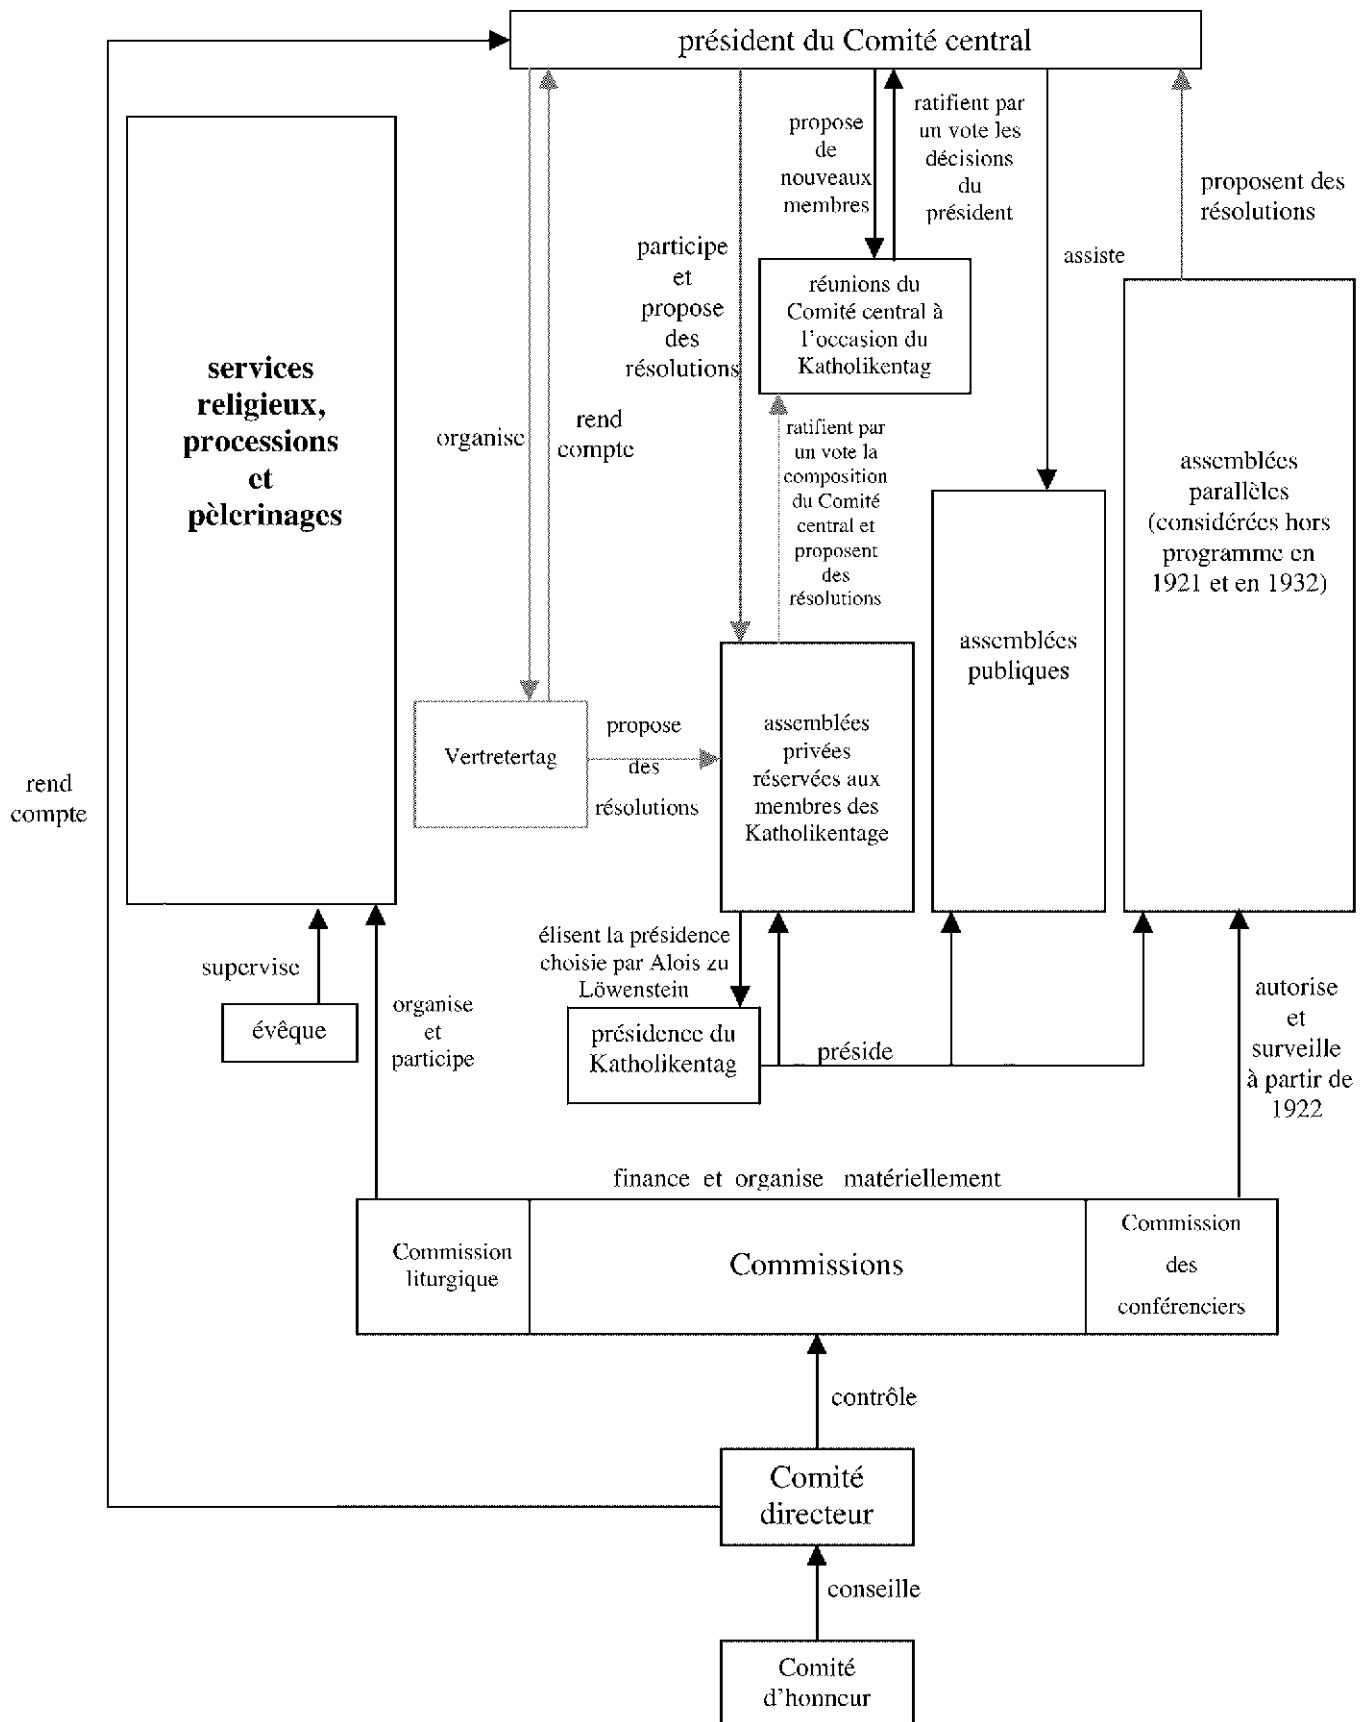 président du Comité central
propose
de
nouveaux
membres
ratifient par
un vote les
décisions
du
président
proposent des
résolutions
assiste
participe
et
propose
des
résolutions
réunions du
Comité central à
l'occasion du
Katholikentag
services
religieux,
processions
et
pèlerinages
organise
rend
compte
ratifient par
un vote la
composition
du Comité
central et
proposent
des
résolutions
assemblées
parallèles
(considérées hors
programme en
1921 et en 1932)
assemblées
publiques
Vertretertag
propose
des
résolutions
assemblées
privées
réservées aux
membres des
Katholikentage
rend
compte
supervise
évêque
organise
et
participe
élisent la présidence
choisie par Alois zu
Löwenstein
présidence du
Katholikentag
préside
autorise
et
surveille
à partir de
1922
finance et organise matériellement
Commission
liturgique
Commissions
Commission
des
conférenciers
contrôle
Comité
directeur
conseille
Comité
d'honneur